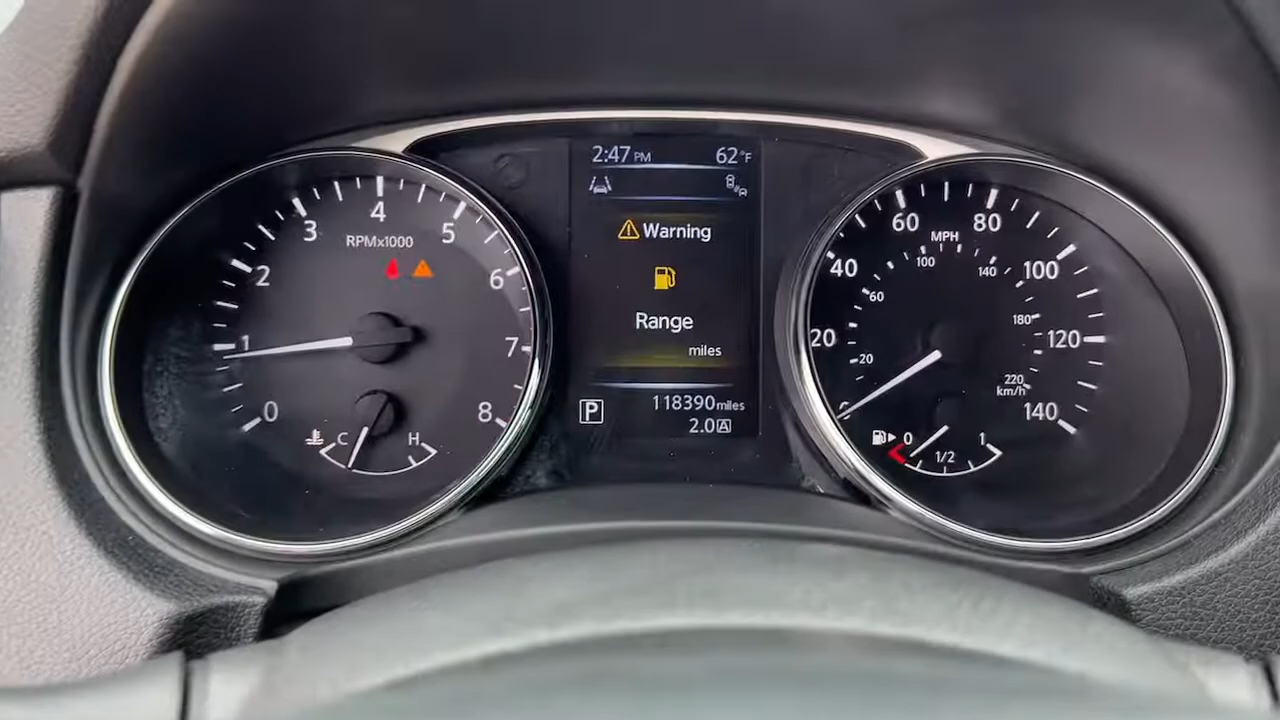 2:47 PM 62°F
Warning
Range
miles
P 118390 miles
2.0 A
RPMx1000
0
1
2
3
4
5
6
7
8
C H
MPH
0
20
40
60
80
100
120
140
20
60
100
140
180
220
km/h
0 1/2 1